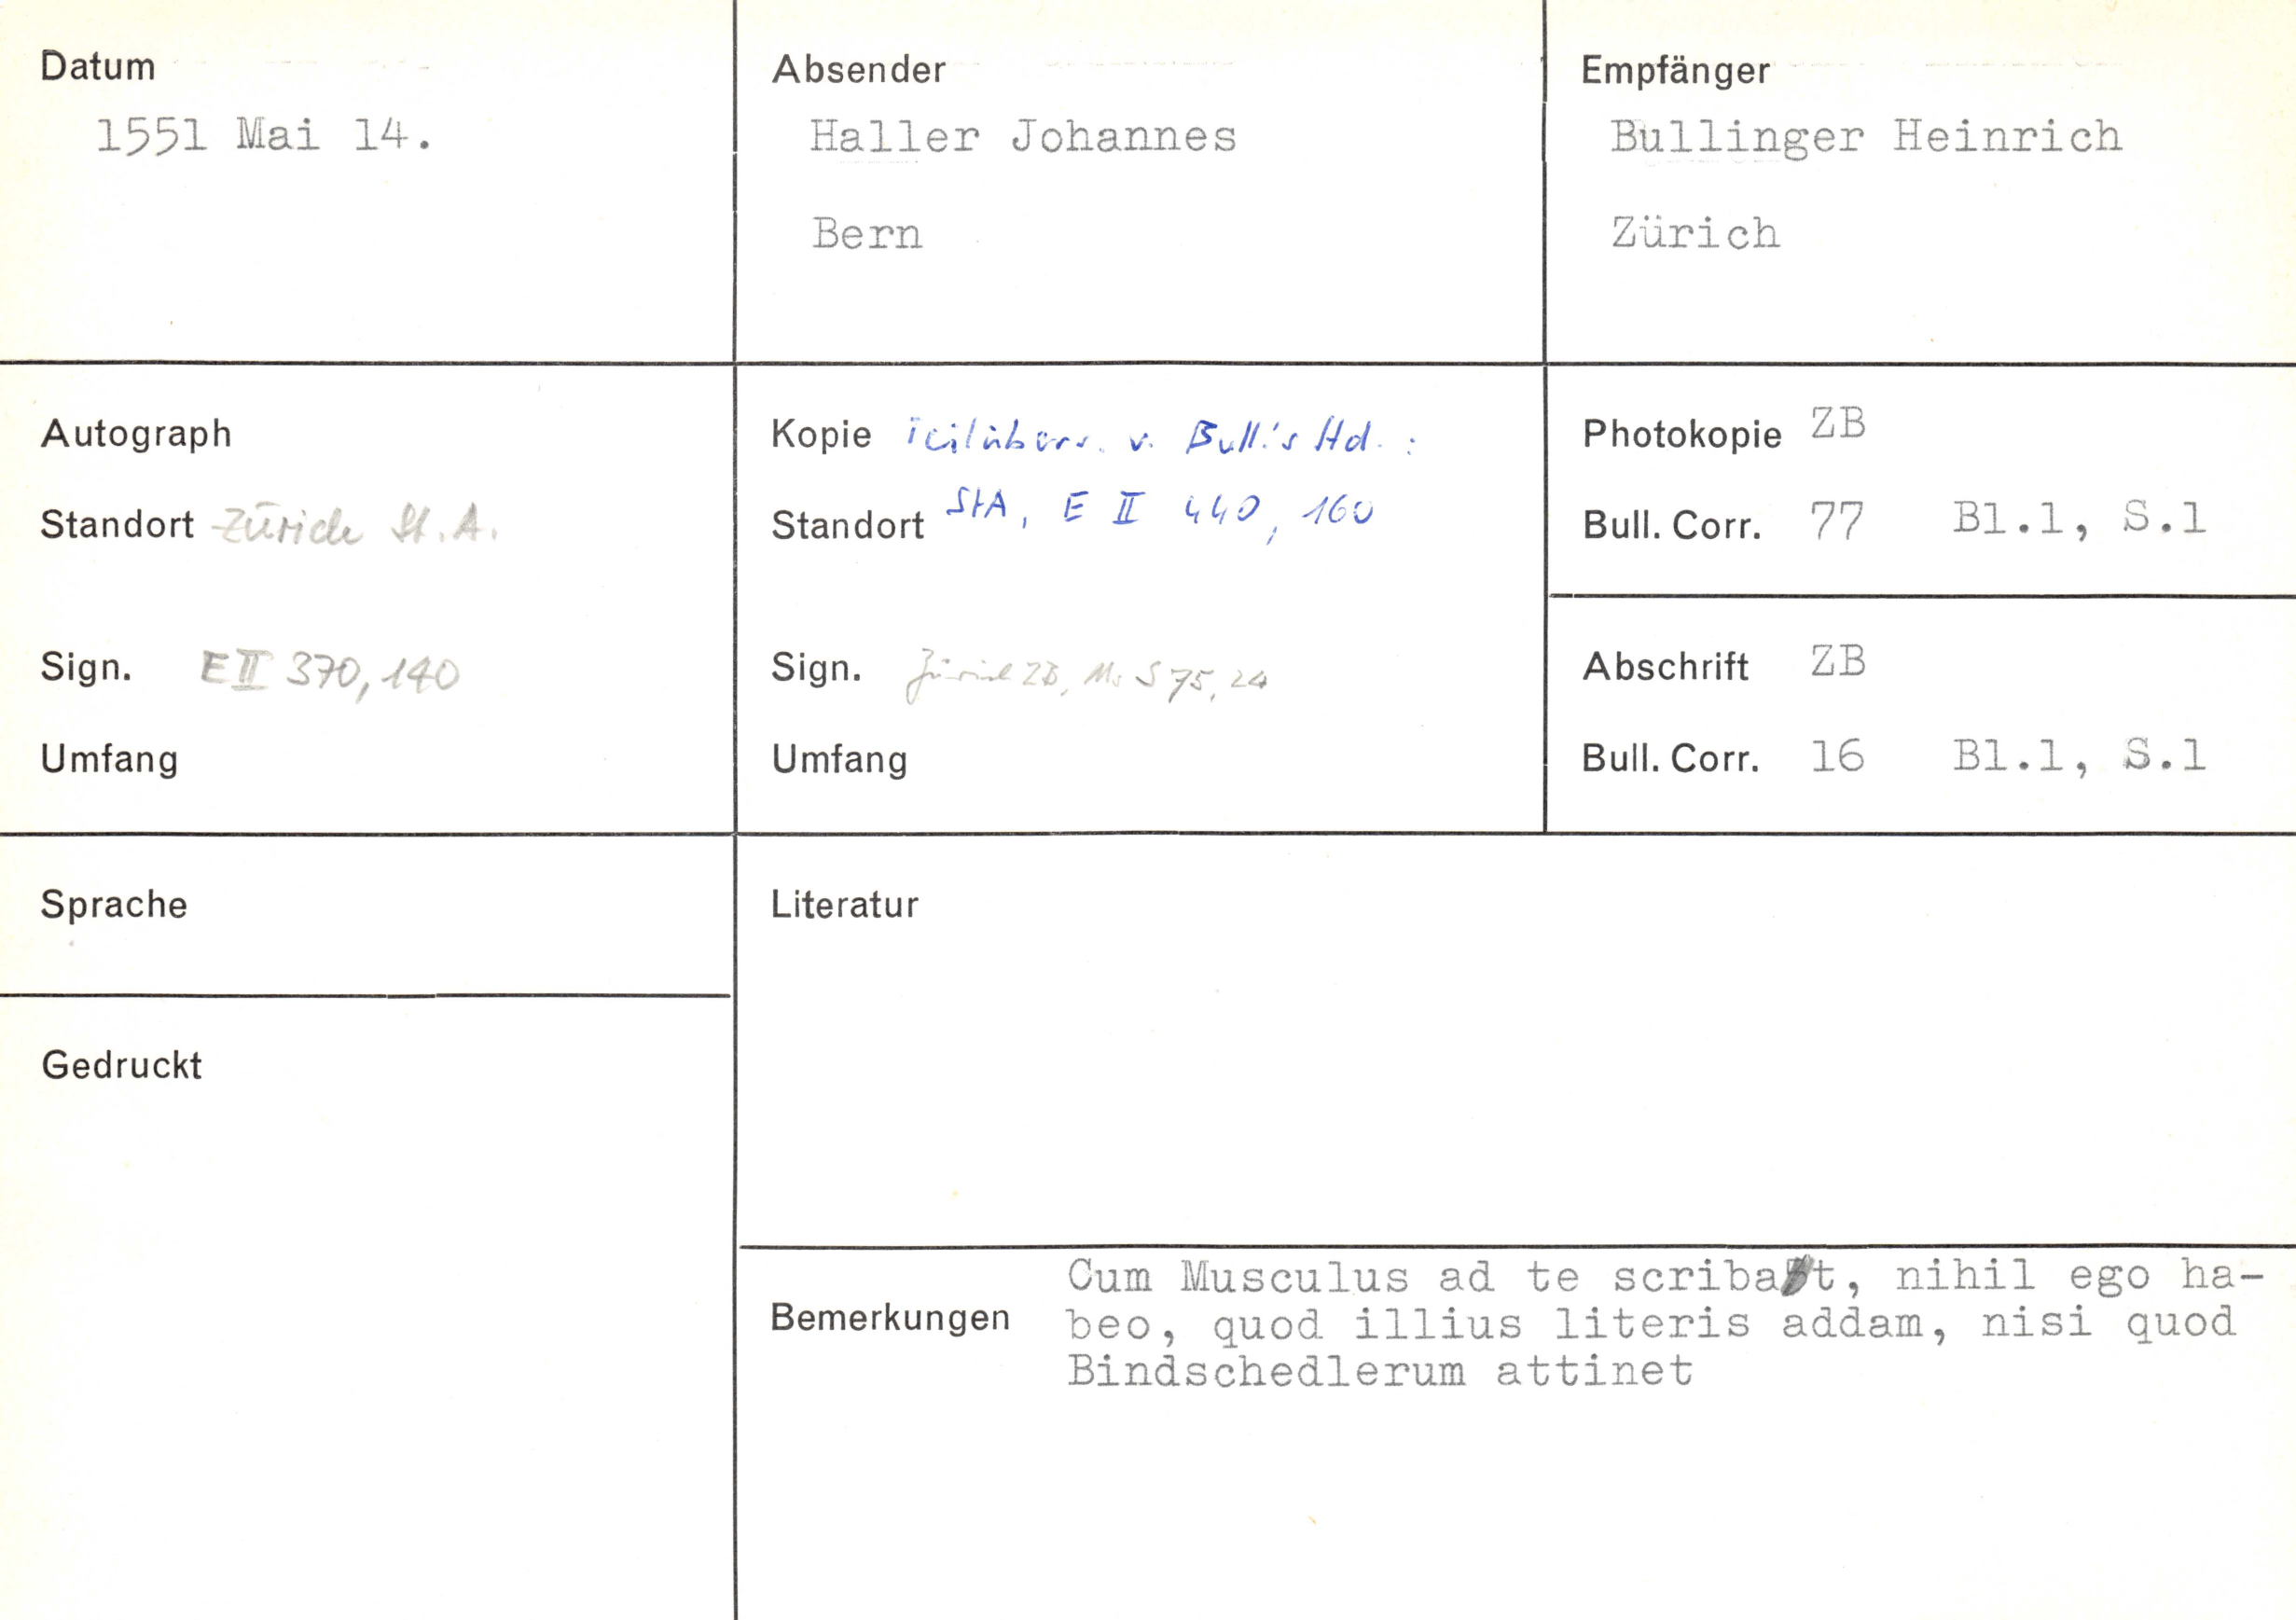 Datum
1551 Mai 14.
Absender
Haller Johannes
Bern
Empfänger
Bullinger Heinrich
Zürich
Autograph
Standort Zürich St.A.
Sign. E II 370, 140
Umfang
Kopie Teilübers. v. Bull.'s Hd. :
Standort StA, E II 440, 160
Sign. Zürich ZB, Ms S 75, 24
Umfang
Photokopie ZB
Bull. Corr. 77 Bl.1, S.1
Abschrift ZB
Bull. Corr. 16 Bl.1, S.1
Sprache
Gedruckt
Literatur
Bemerkungen
Cum Musculus ad te scribat, nihil ego ha-
beo, quod illius literis addam, nisi quod
Bindschedlerum attinet